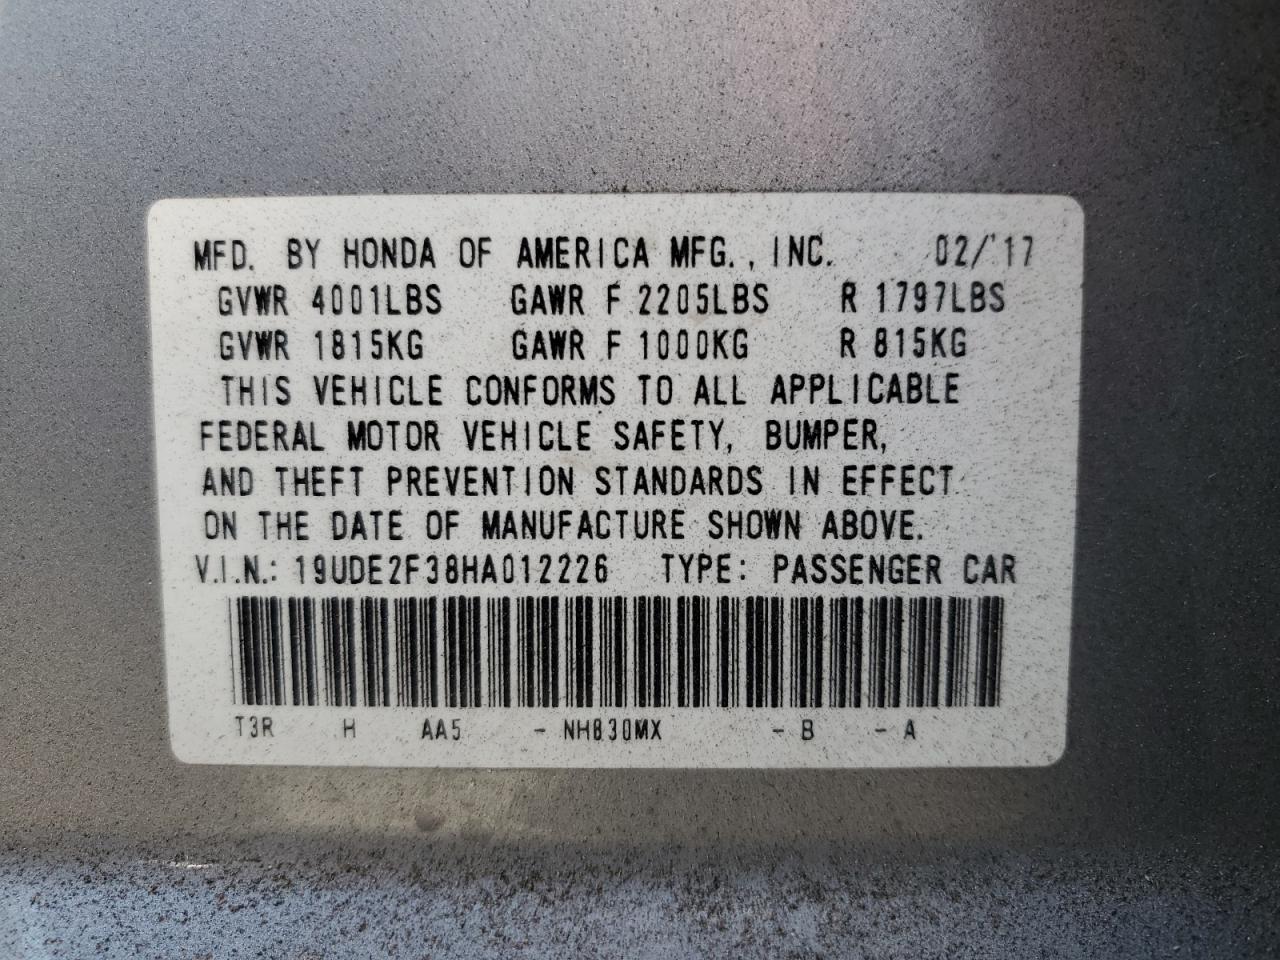 MFD. BY HONDA OF AMERICA MFG., INC. 02/'17
GVWR 4001LBS GAWR F 2205LBS R 1797LBS
GVWR 1815KG GAWR F 1000KG R 815KG
THIS VEHICLE CONFORMS TO ALL APPLICABLE
FEDERAL MOTOR VEHICLE SAFETY, BUMPER,
AND THEFT PREVENTION STANDARDS IN EFFECT
ON THE DATE OF MANUFACTURE SHOWN ABOVE.
V.I.N.: 19UDE2F38HA012226 TYPE: PASSENGER CAR
T3R H AA5 - NH830MX - B - A